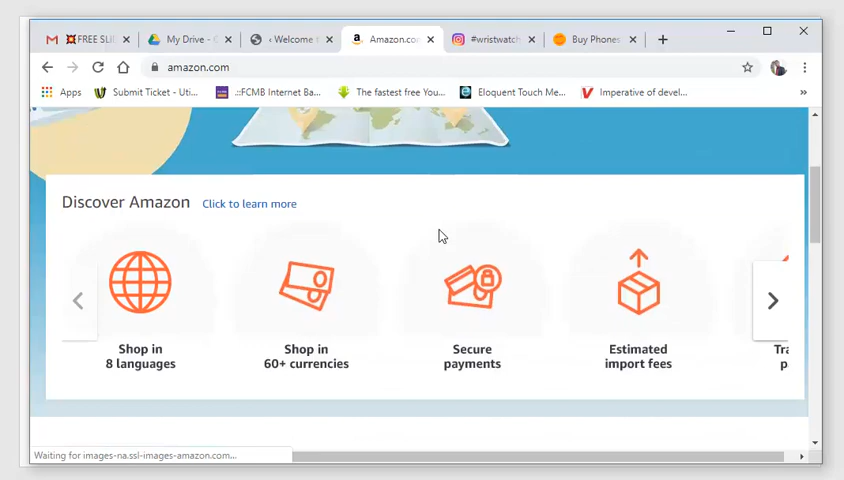 FREE SLI
My Drive - G
Welcome t
Amazon.co
#wristwatch
Buy Phones
amazon.com
Apps
Submit Ticket - Uti...
.::FCMB Internet Ba...
The fastest free You...
Eloquent Touch Me...
Imperative of devel...
»
Discover Amazon Click to learn more
Shop in
8 languages
Shop in
60+ currencies
Secure
payments
Estimated
import fees
Tra
p
Waiting for images-na.ssl-images-amazon.com...